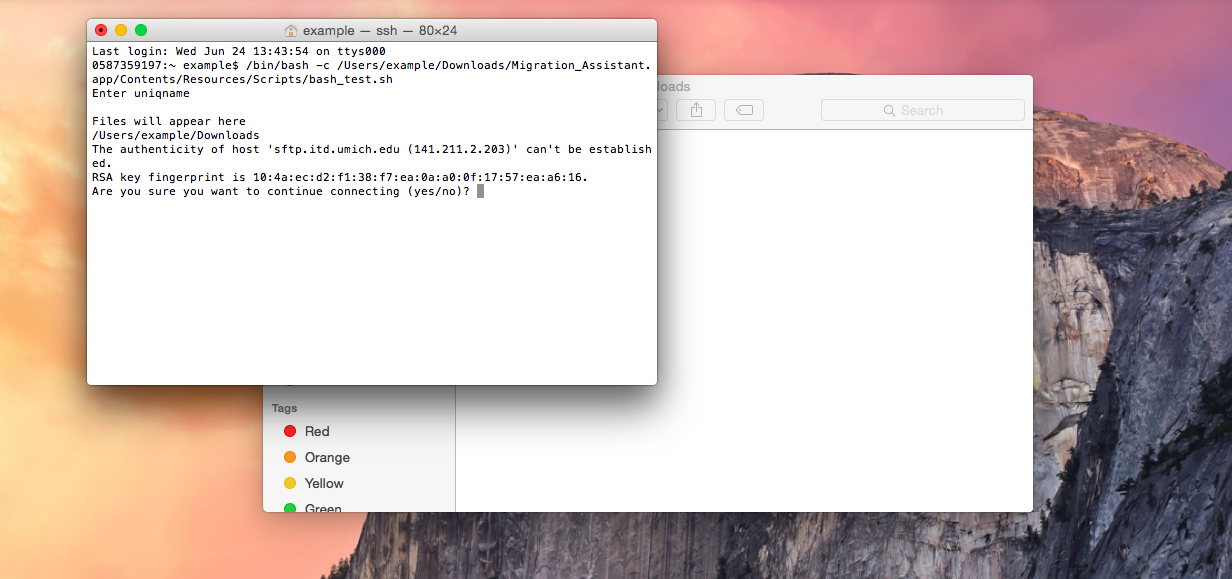 example — ssh — 80×24
Last login: Wed Jun 24 13:43:54 on ttys000
0587359197:~ example$ /bin/bash -c /Users/example/Downloads/Migration_Assistant.
app/Contents/Resources/Scripts/bash_test.sh
Enter uniqname
Files will appear here
/Users/example/Downloads
The authenticity of host 'sftp.itd.umich.edu (141.211.2.203)' can't be establish
ed.
RSA key fingerprint is 10:4a:ec:d2:f1:38:f7:ea:0a:a0:0f:17:57:ea:a6:16.
Are you sure you want to continue connecting (yes/no)?
loads
Search
Tags
Red
Orange
Yellow
Green